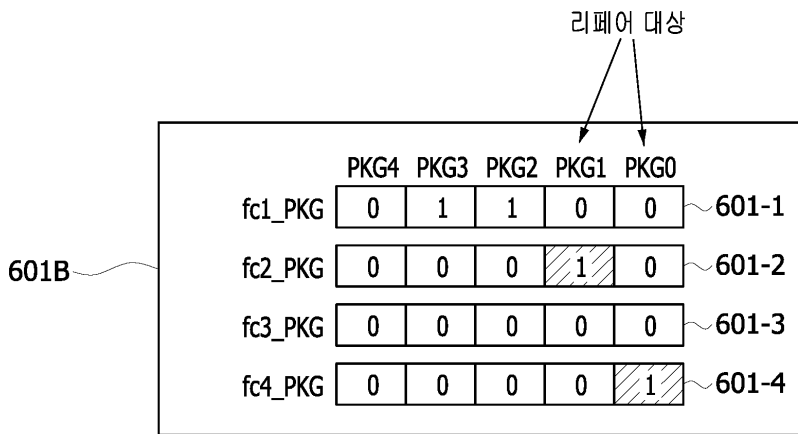 리페어 대상
PKG4 PKG3 PKG2 PKG1 PKG0
fc1_PKG 0 1 1 0 0 601-1
fc2_PKG 0 0 0 1 0 601-2
601B
fc3_PKG 0 0 0 0 0 601-3
fc4_PKG 0 0 0 0 1 601-4